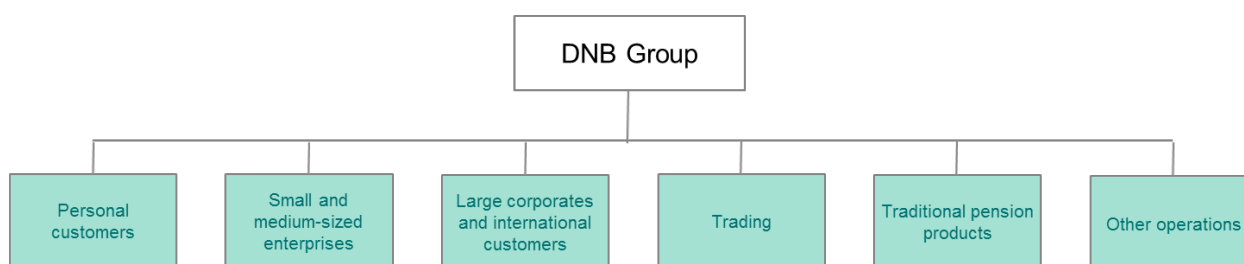 DNB Group
Personal
customers
Small and
medium-sized
enterprises
Large corporates
and international
customers
Trading
Traditional pension
products
Other operations